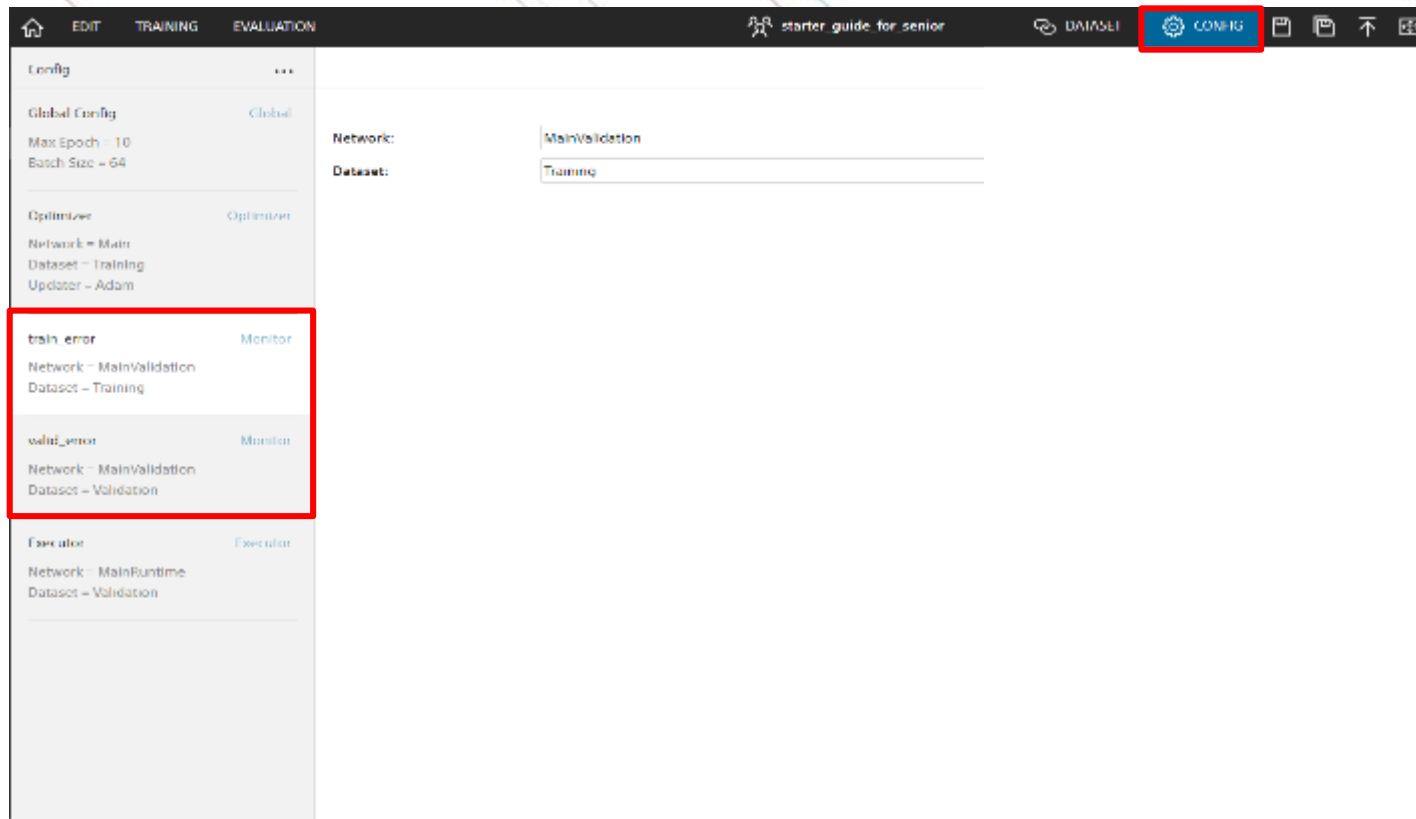 EDIT TRAINING EVALUATION starter_guide_for_senior DATASET CONFIG
Config ...
Global Config Global
Max Epoch = 10
Batch Size = 64
Optimizer Optimizer
Network = Main
Dataset = Training
Updater = Adam
train_error Monitor
Network = MainValidation
Dataset = Training
valid_error Monitor
Network = MainValidation
Dataset = Validation
Executor Executor
Network = MainRuntime
Dataset = Validation
Network: MainValidation
Dataset: Training